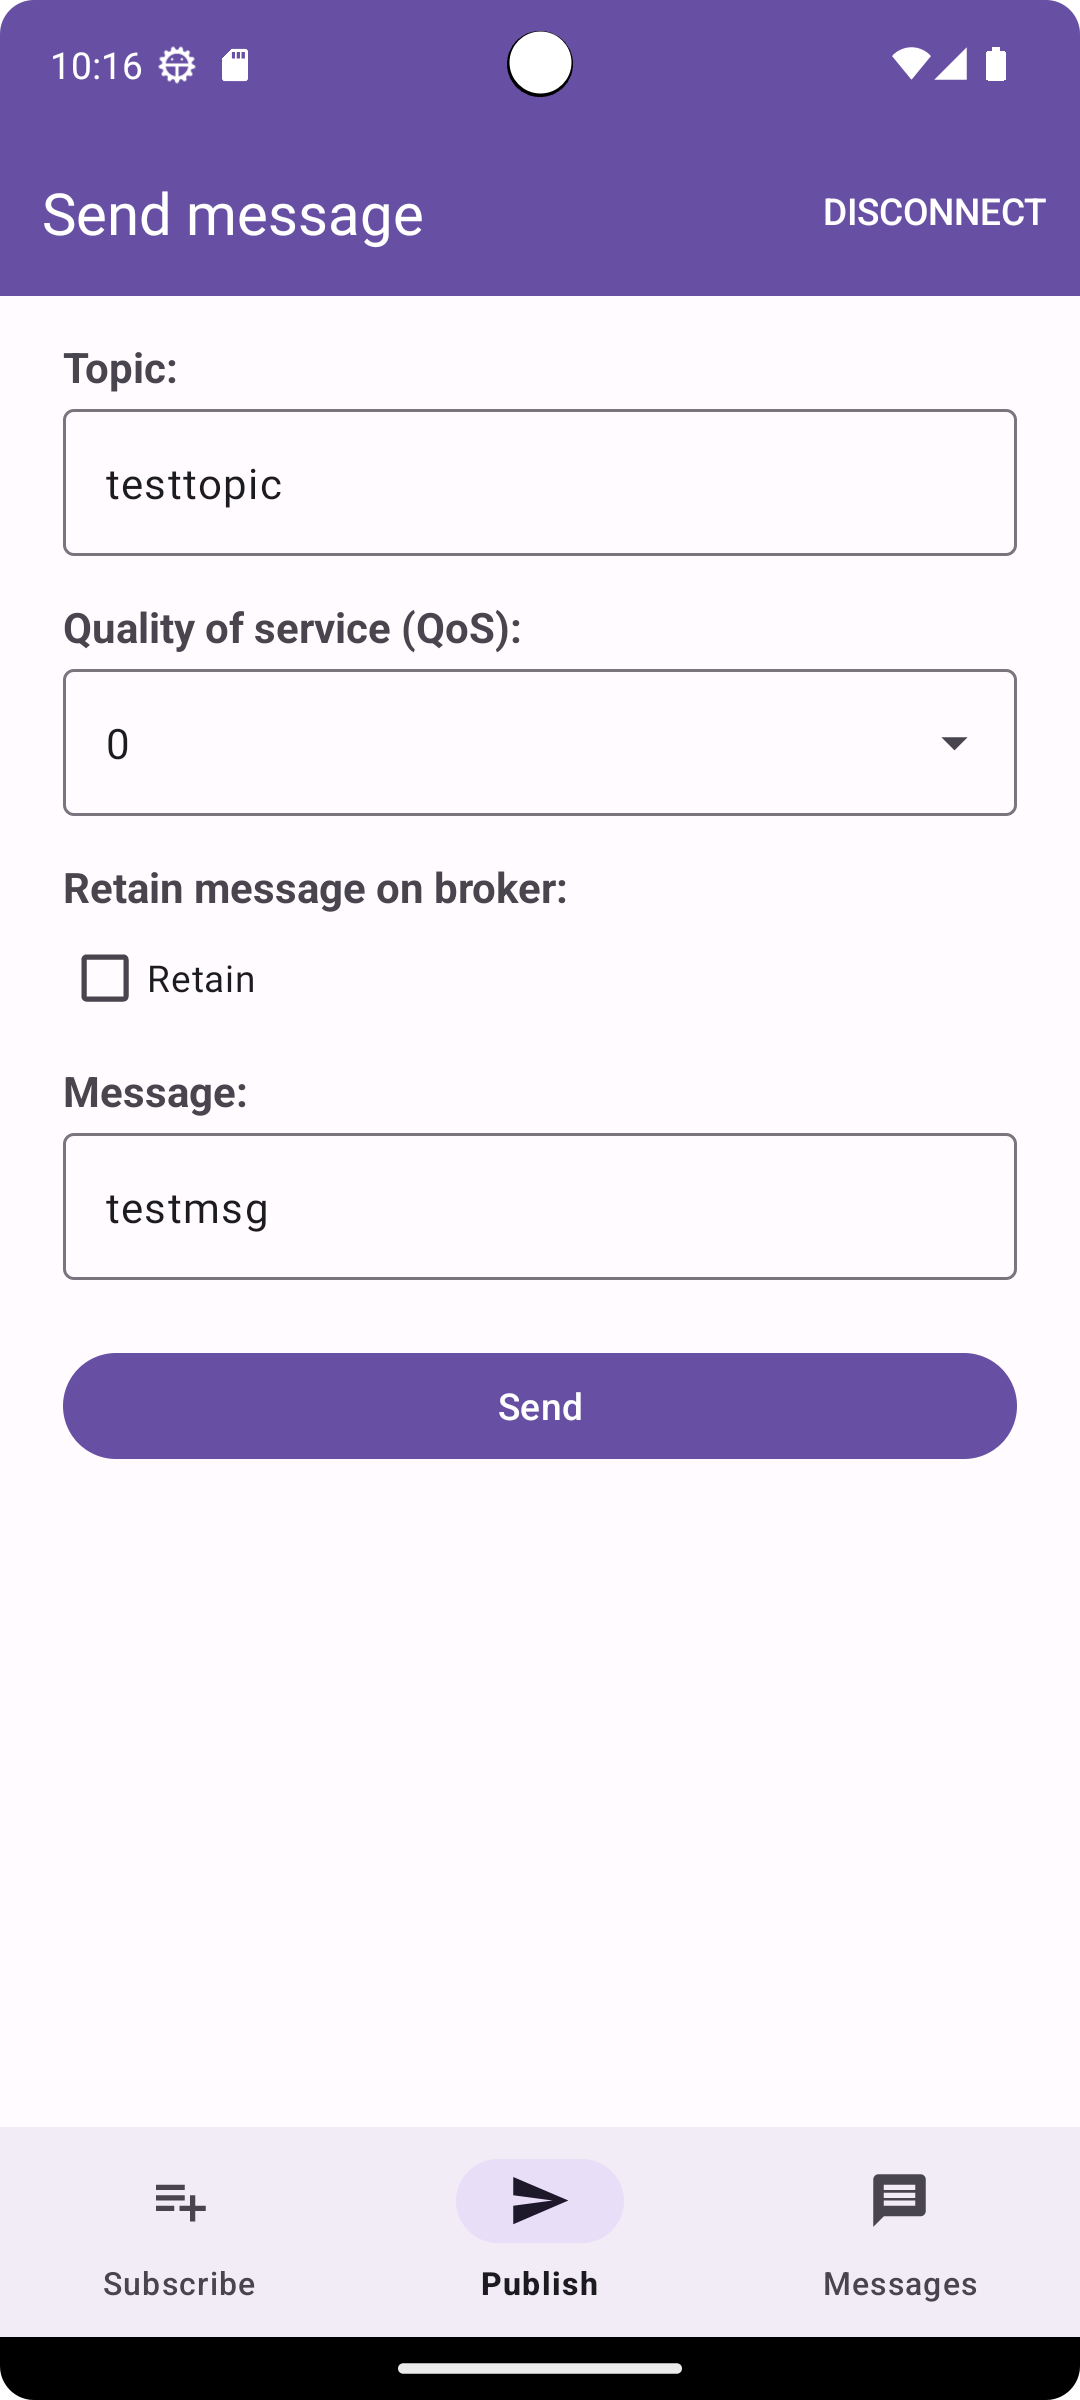 10:16
Send message
DISCONNECT
Topic:
testtopic
Quality of service (QoS):
0
Retain message on broker:
Retain
Message:
testmsg
Send
Subscribe
Publish
Messages